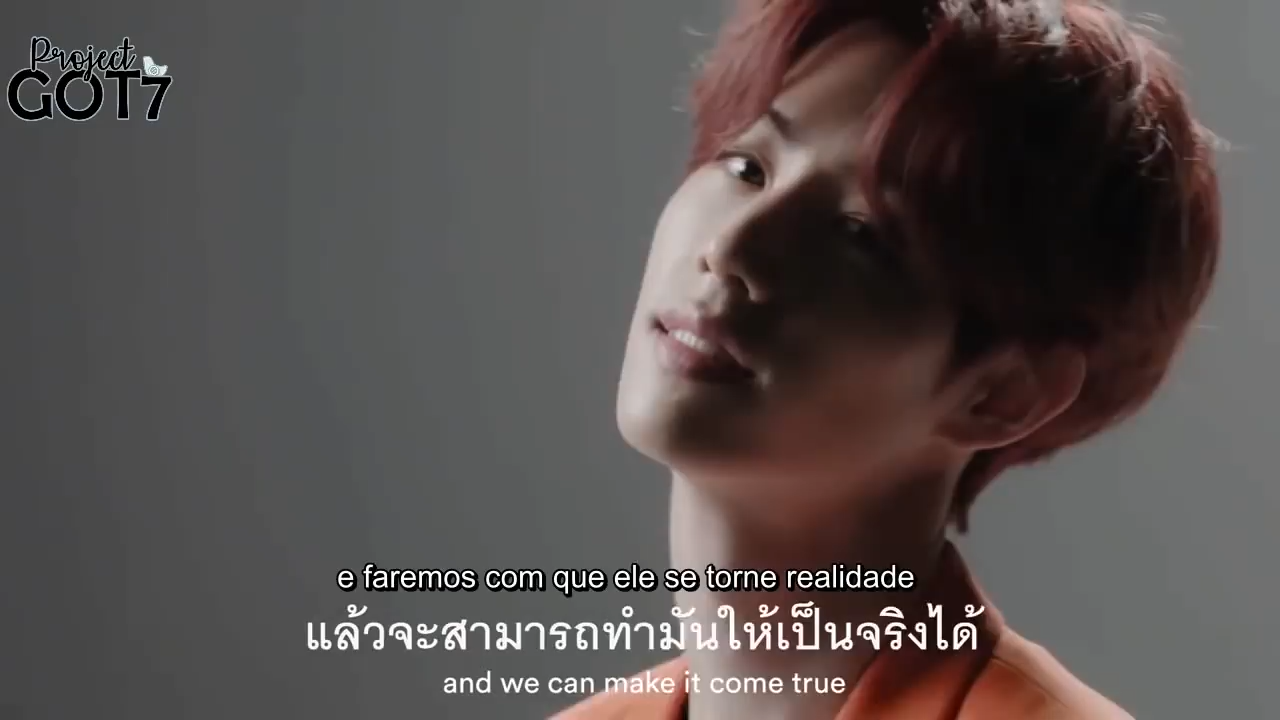 Project
GOT7
e faremos com que ele se torne realidade
แล้วจะสามารถทำมันให้เป็นจริงได้
and we can make it come true